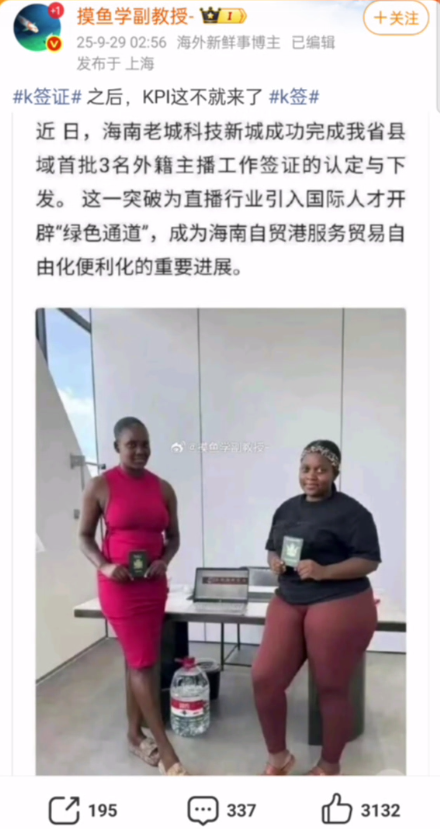 摸鱼学副教授- I
+1
+关注
25-9-29 02:56 海外新鲜事博主 已编辑
发布于 上海
#k签证# 之后，KPI这不就来了 #k签#
近 日，海南老城科技新城成功完成我省县
域首批3名外籍主播工作签证的认定与下
发。 这一突破为直播行业引入国际人才开
辟“绿色通道”，成为海南自贸港服务贸易自
由化便利化的重要进展。
@摸鱼学副教授-
195
337
3132